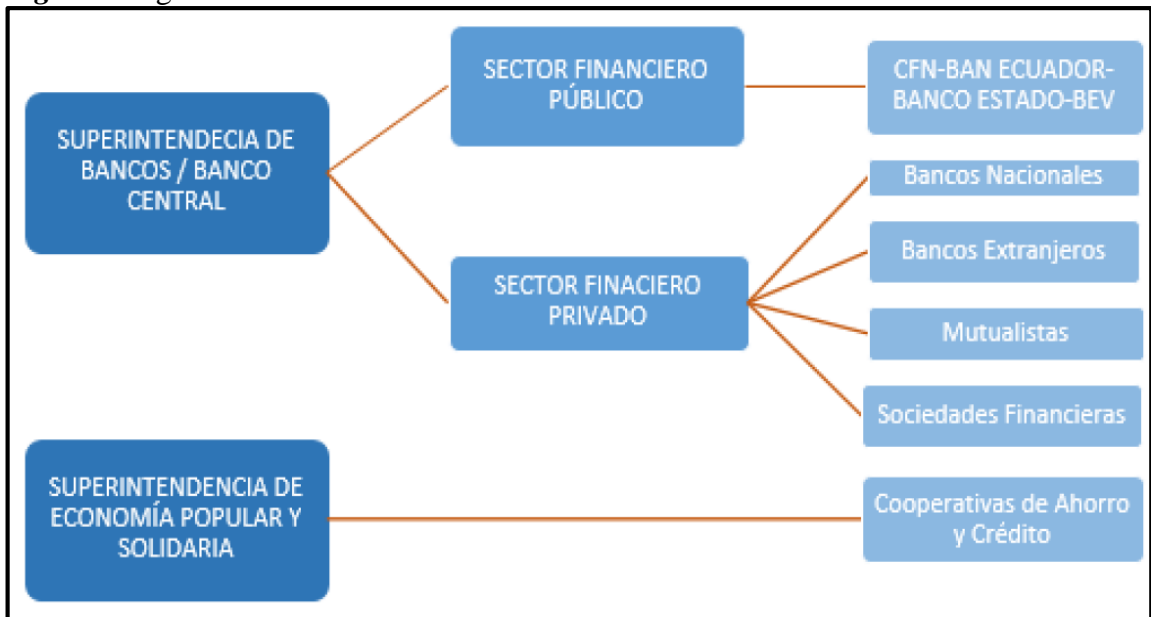 SECTOR FINANCIERO
PÚBLICO
CFN-BAN ECUADOR-
BANCO ESTADO-BEV
SUPERINTENDECIA DE
BANCOS / BANCO
CENTRAL
Bancos Nacionales
Bancos Extranjeros
SECTOR FINACIERO
PRIVADO
Mutualistas
Sociedades Financieras
SUPERINTENDENCIA DE
ECONOMÍA POPULAR Y
SOLIDARIA
Cooperativas de Ahorro
y Crédito